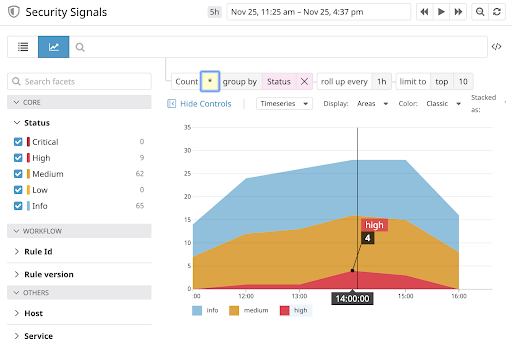 Security Signals
5h Nov 25, 11:25 am – Nov 25, 4:37 pm
</>
Count * group by Status × roll up every 1h limit to top 10
Search facets
Hide Controls Timeseries Display: Areas Color: Classic Stacked as:
CORE
Status
Critical 0
High 9
Medium 62
Low 0
Info 65
WORKFLOW
Rule Id
Rule version
OTHERS
Host
Service
35
30
25
20
15
10
5
0
high
4
:00 12:00 13:00 14:00:00 15:00 16:00
info medium high